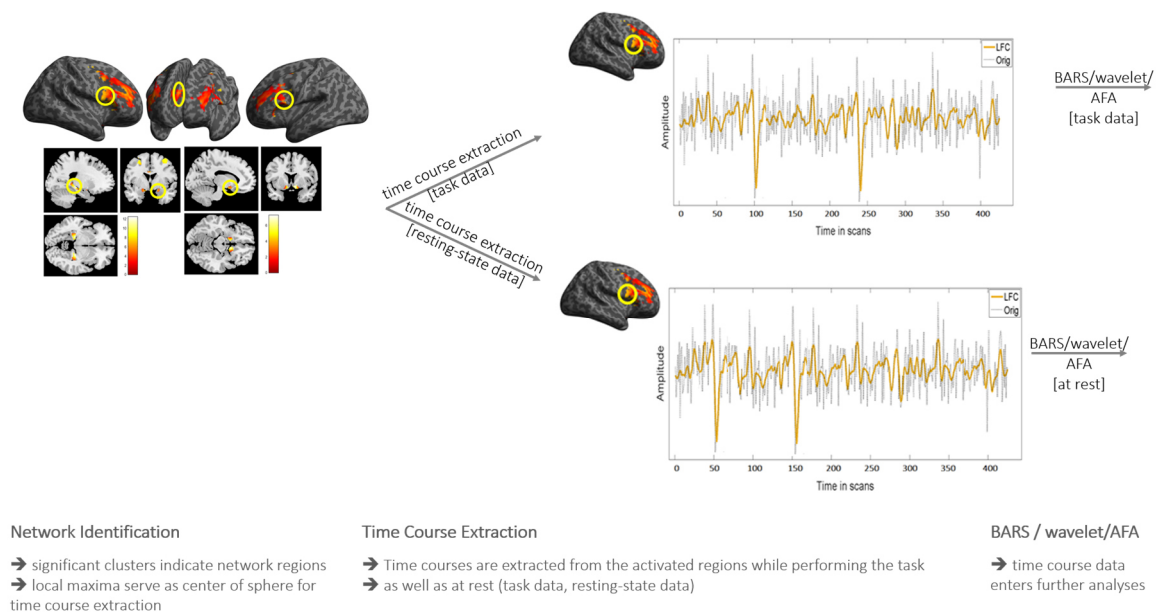 time course extraction
[task data]
time course extraction
[resting-state data]
LFC
Orig
Amplitude
0 50 100 150 200 250 300 350 400
Time in scans
BARS/wavelet/
AFA
[task data]
LFC
Orig
Amplitude
0 50 100 150 200 250 300 350 400
Time in scans
BARS/wavelet/
AFA
[at rest]
Network Identification
➔ significant clusters indicate network regions
➔ local maxima serve as center of sphere for
time course extraction
Time Course Extraction
➔ Time courses are extracted from the activated regions while performing the task
➔ as well as at rest (task data, resting-state data)
BARS / wavelet/AFA
➔ time course data
enters further analyses